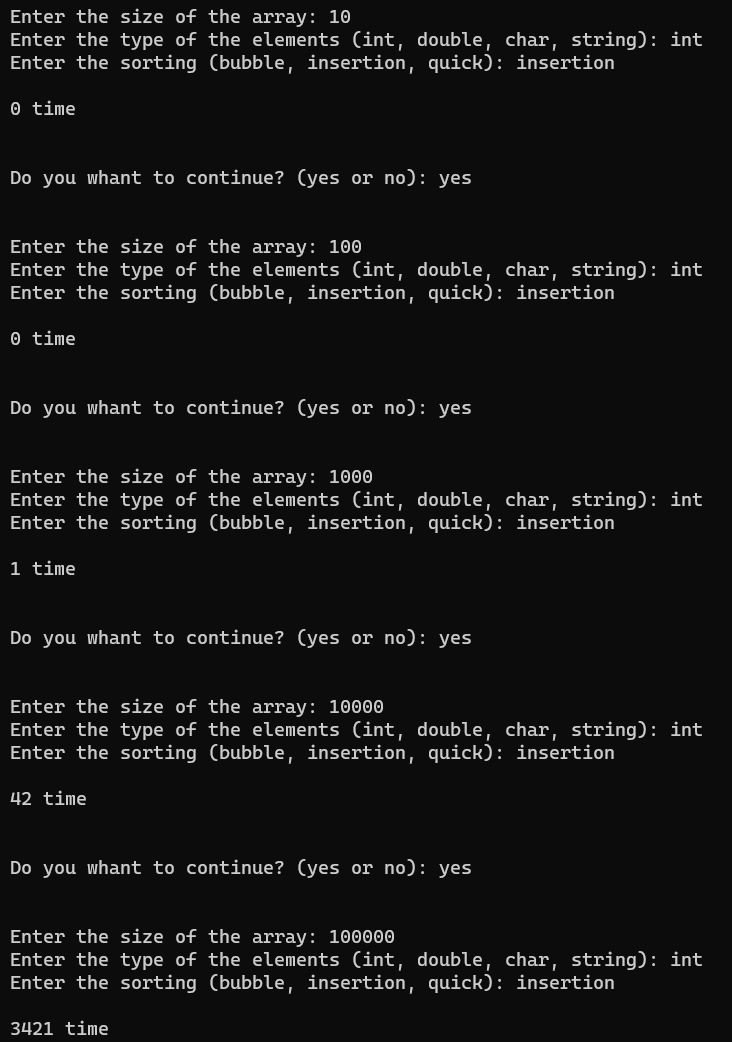 Enter the size of the array: 10
Enter the type of the elements (int, double, char, string): int
Enter the sorting (bubble, insertion, quick): insertion
0 time
Do you whant to continue? (yes or no): yes
Enter the size of the array: 100
Enter the type of the elements (int, double, char, string): int
Enter the sorting (bubble, insertion, quick): insertion
0 time
Do you whant to continue? (yes or no): yes
Enter the size of the array: 1000
Enter the type of the elements (int, double, char, string): int
Enter the sorting (bubble, insertion, quick): insertion
1 time
Do you whant to continue? (yes or no): yes
Enter the size of the array: 10000
Enter the type of the elements (int, double, char, string): int
Enter the sorting (bubble, insertion, quick): insertion
42 time
Do you whant to continue? (yes or no): yes
Enter the size of the array: 100000
Enter the type of the elements (int, double, char, string): int
Enter the sorting (bubble, insertion, quick): insertion
3421 time